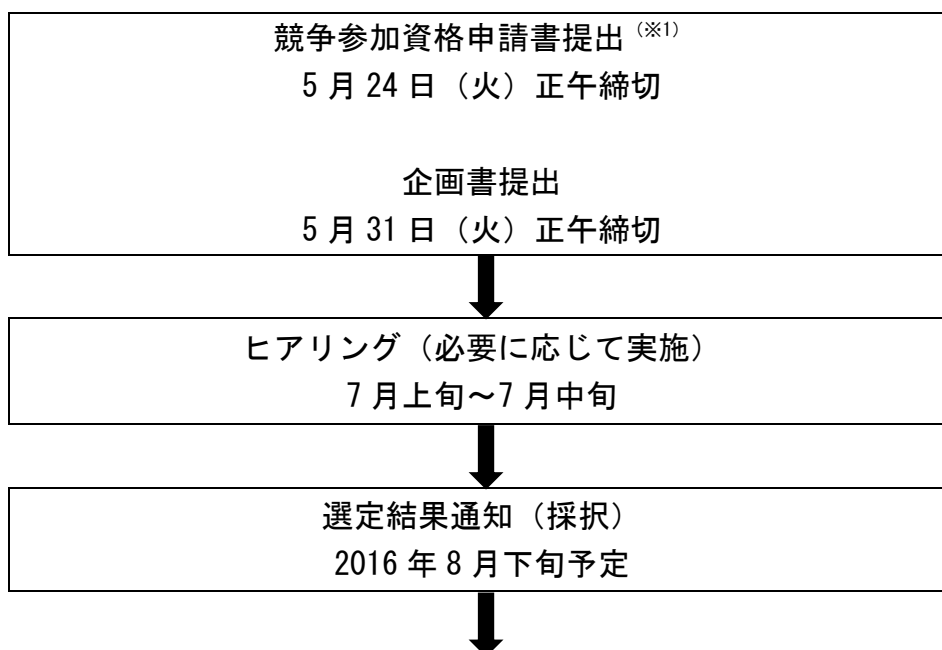 競争参加資格申請書提出（※1）
5月24日（火）正午締切
企画書提出
5月31日（火）正午締切
ヒアリング（必要に応じて実施）
7月上旬～7月中旬
選定結果通知（採択）
2016年8月下旬予定